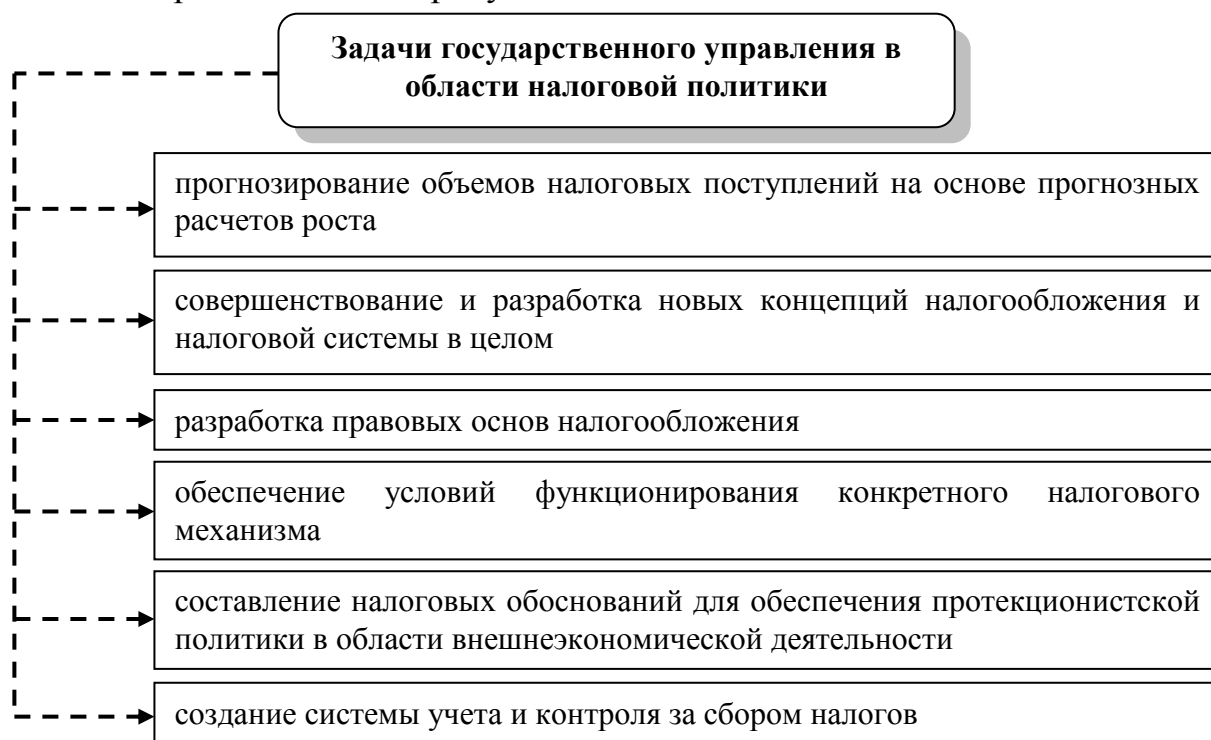 Задачи государственного управления в
области налоговой политики
прогнозирование объемов налоговых поступлений на основе прогнозных
расчетов роста
совершенствование и разработка новых концепций налогообложения и
налоговой системы в целом
разработка правовых основ налогообложения
обеспечение условий функционирования конкретного налогового
механизма
составление налоговых обоснований для обеспечения протекционистской
политики в области внешнеэкономической деятельности
создание системы учета и контроля за сбором налогов